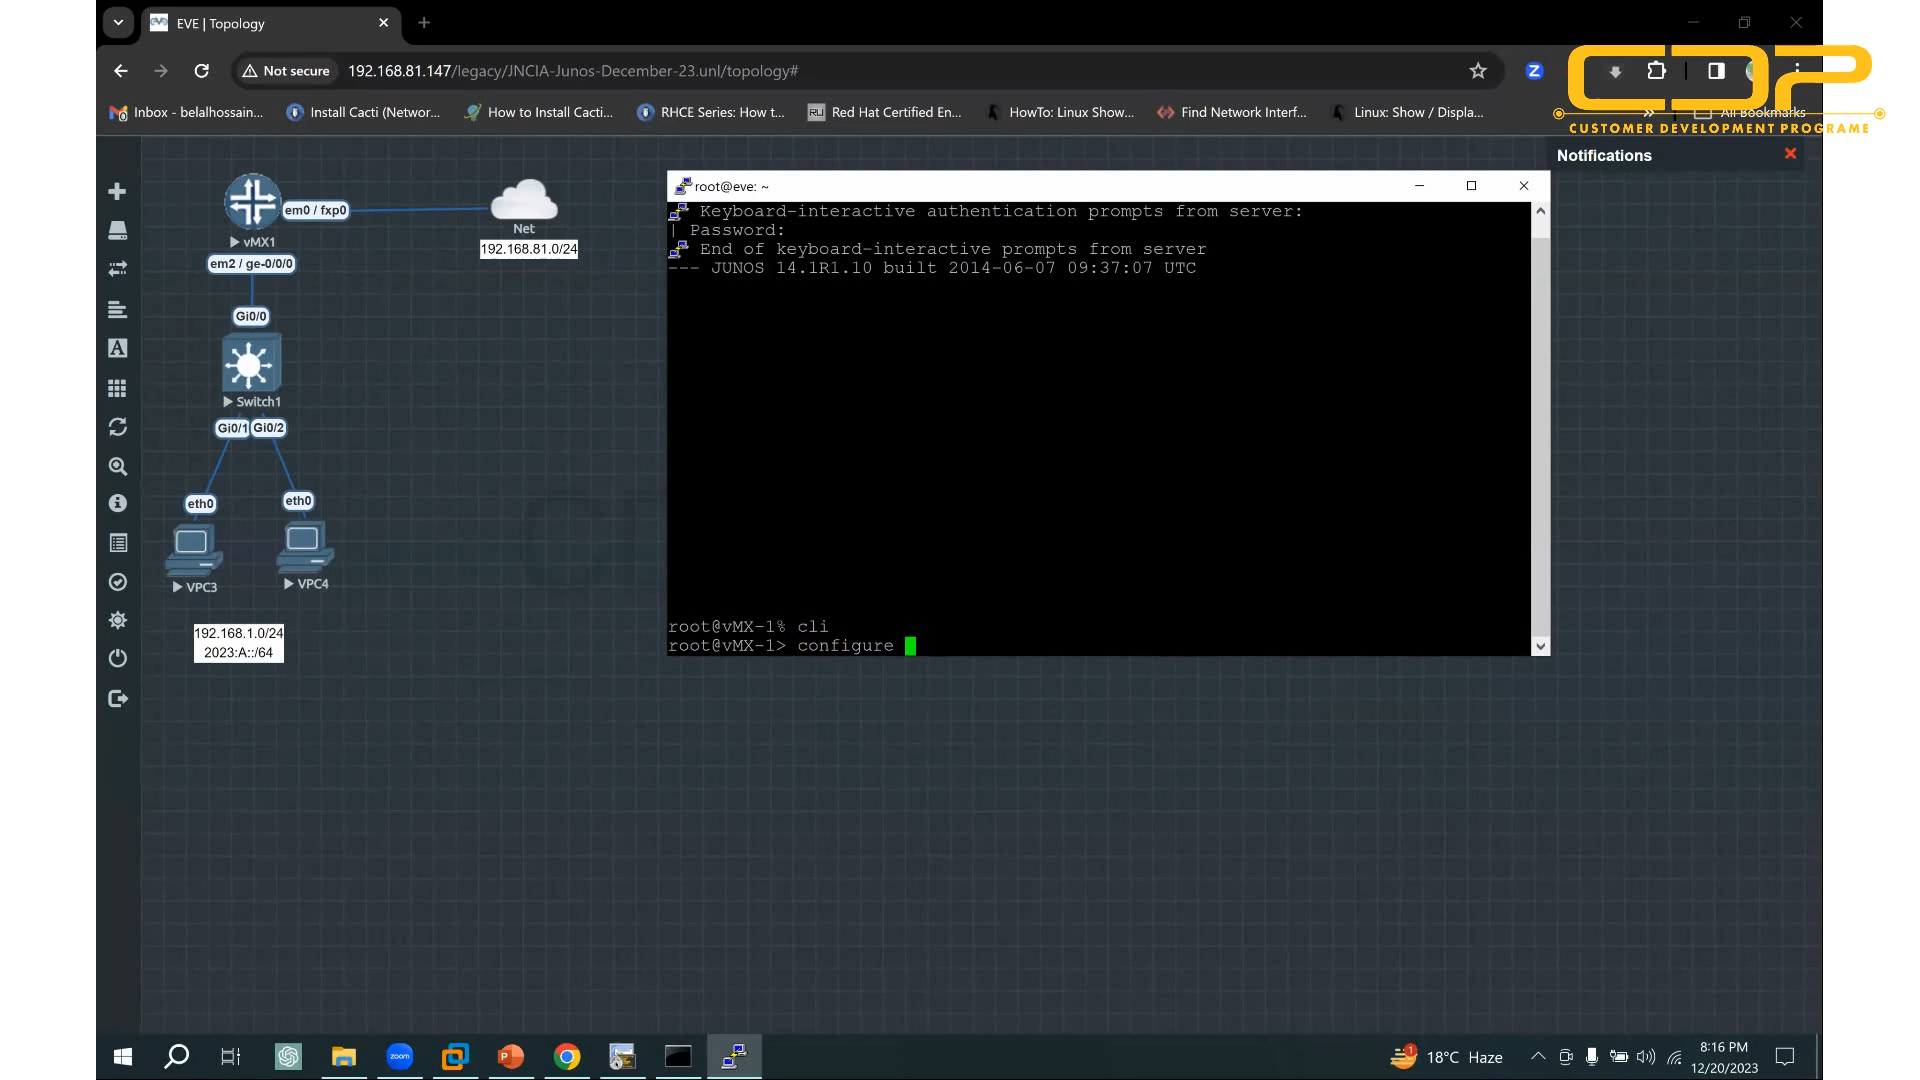 EVE | Topology
Not secure
192.168.81.147/legacy/JNCIA-Junos-December-23.unl/topology#
Inbox - belalhossain...
Install Cacti (Networ...
How to Install Cacti...
RHCE Series: How t...
RU
Red Hat Certified En...
HowTo: Linux Show...
Find Network Interf...
Linux: Show / Displa...
»
All Bookmarks
CDP
CUSTOMER DEVELOPMENT PROGRAME
Notifications
em0 / fxp0
vMX1
em2 / ge-0/0/0
Net
192.168.81.0/24
Gi0/0
Switch1
Gi0/1
Gi0/2
eth0
eth0
VPC3
VPC4
192.168.1.0/24
2023:A::/64
root@eve: ~
Keyboard-interactive authentication prompts from server:
| Password:
End of keyboard-interactive prompts from server
--- JUNOS 14.1R1.10 built 2014-06-07 09:37:07 UTC
root@vMX-1% cli
root@vMX-1> configure
zoom
1
18°C Haze
8:16 PM
12/20/2023